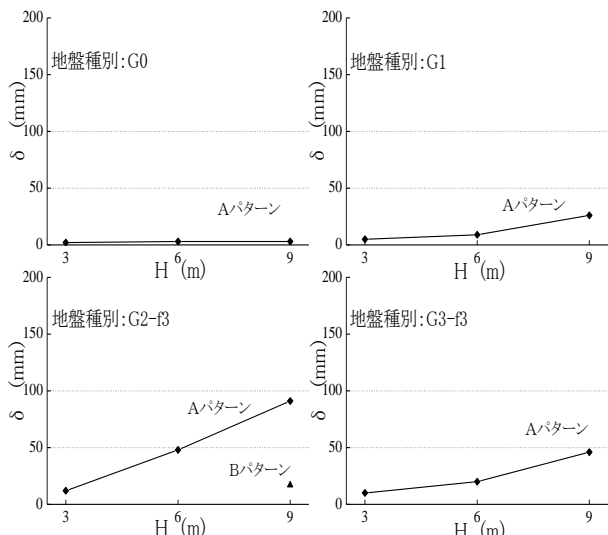 200
地盤種別:G0
150
δ (mm)
100
50
Aパターン
0
3 6 9
H (m)
200
地盤種別:G1
150
δ (mm)
100
50
Aパターン
0
3 6 9
H (m)
200
地盤種別:G2-f3
150
δ (mm)
100
Aパターン
50
Bパターン
0
3 6 9
H (m)
200
地盤種別:G3-f3
150
δ (mm)
100
Aパターン
50
0
3 6 9
H (m)